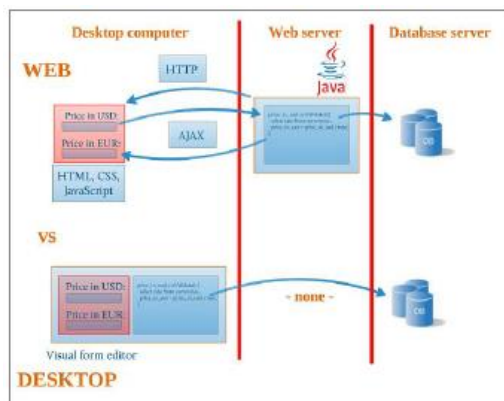 Desktop computer
Web server
Database server
WEB
HTTP
Java
Price in USD:
Price in EUR:
AJAX
HTML, CSS,
JavaScript
DB
VS
Price in USD:
Price in EUR
- none -
DB
Visual form editor
DESKTOP